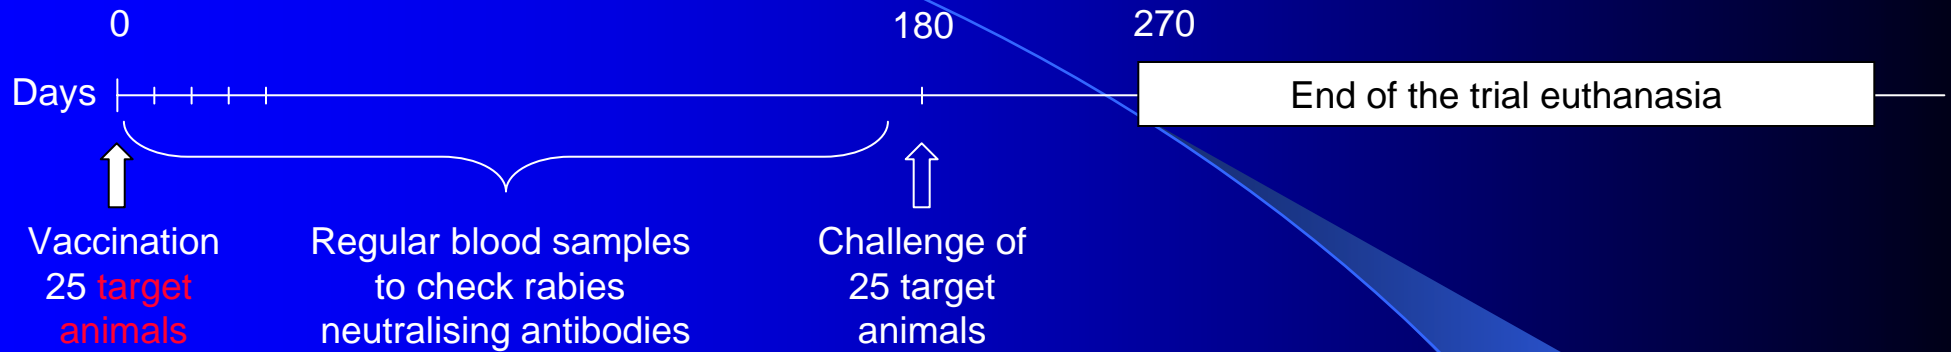 0
180
270
Days
End of the trial euthanasia
Vaccination
25 target
animals
Regular blood samples
to check rabies
neutralising antibodies
Challenge of
25 target
animals